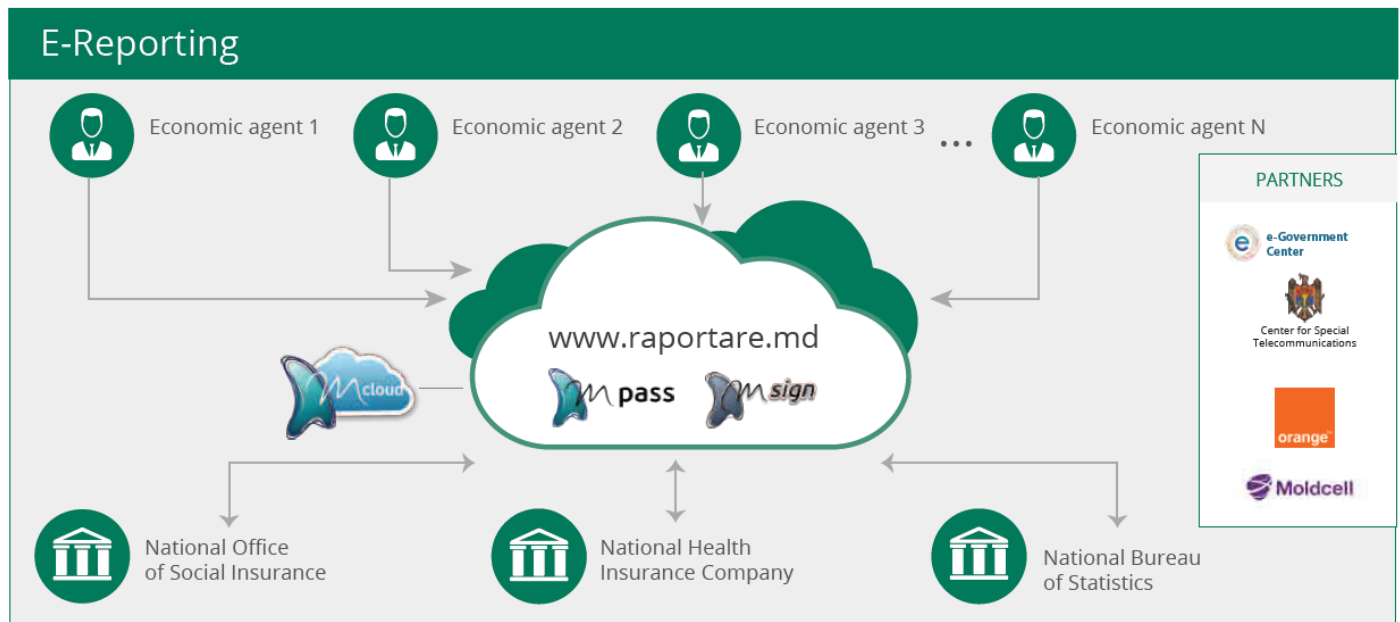 E-Reporting
Economic agent 1
Economic agent 2
Economic agent 3
...
Economic agent N
PARTNERS
e-Government
Center
Center for Special
Telecommunications
orange™
Moldcell
www.raportare.md
M cloud
M pass
M sign
National Office
of Social Insurance
National Health
Insurance Company
National Bureau
of Statistics